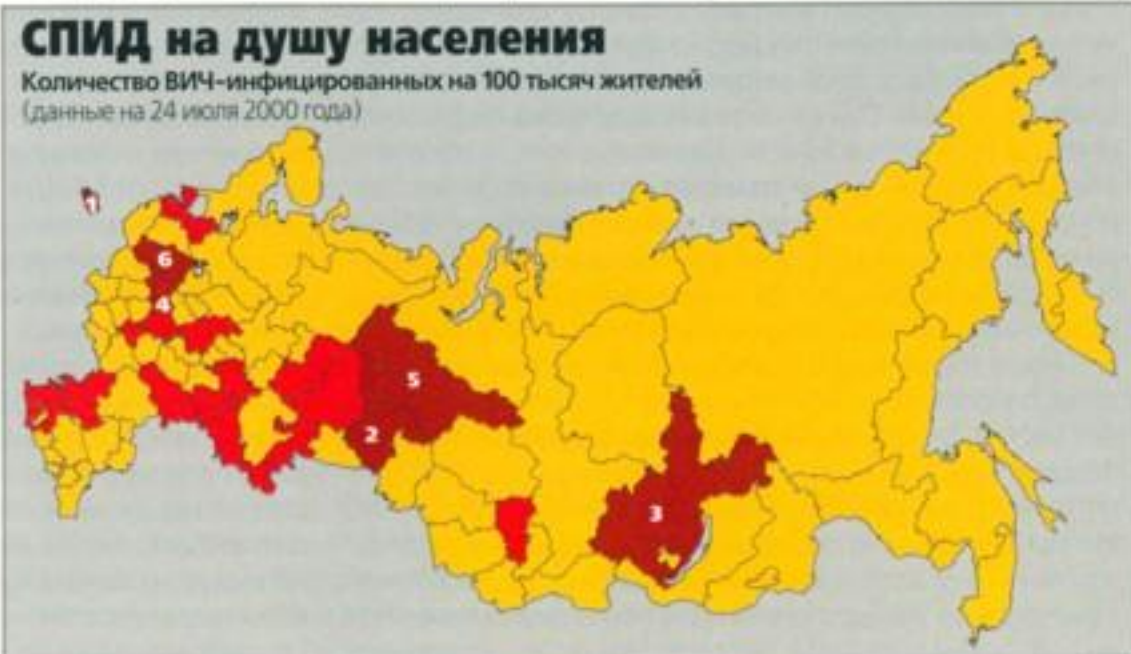 СПИД на душу населения
Количество ВИЧ-инфицированных на 100 тысяч жителей
(данные на 24 июля 2000 года)
1
6
4
5
2
3